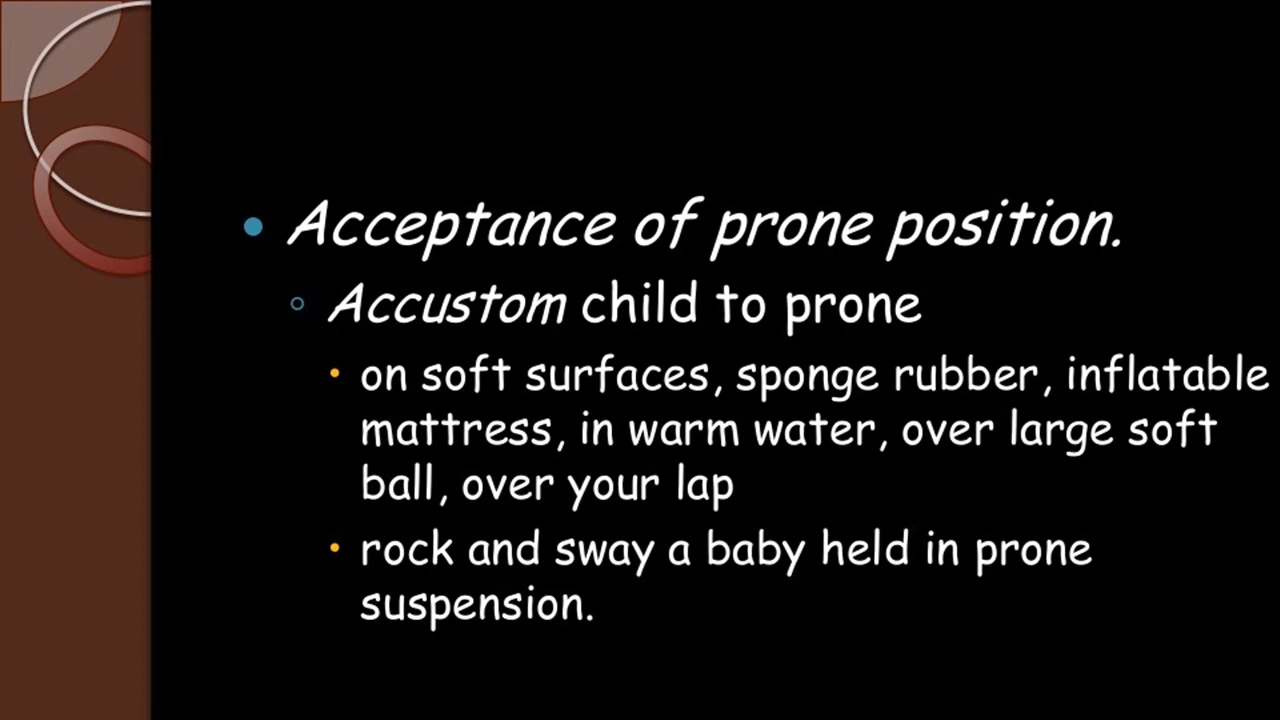 • Acceptance of prone position.
◦ Accustom child to prone
• on soft surfaces, sponge rubber, inflatable
mattress, in warm water, over large soft
ball, over your lap
• rock and sway a baby held in prone
suspension.